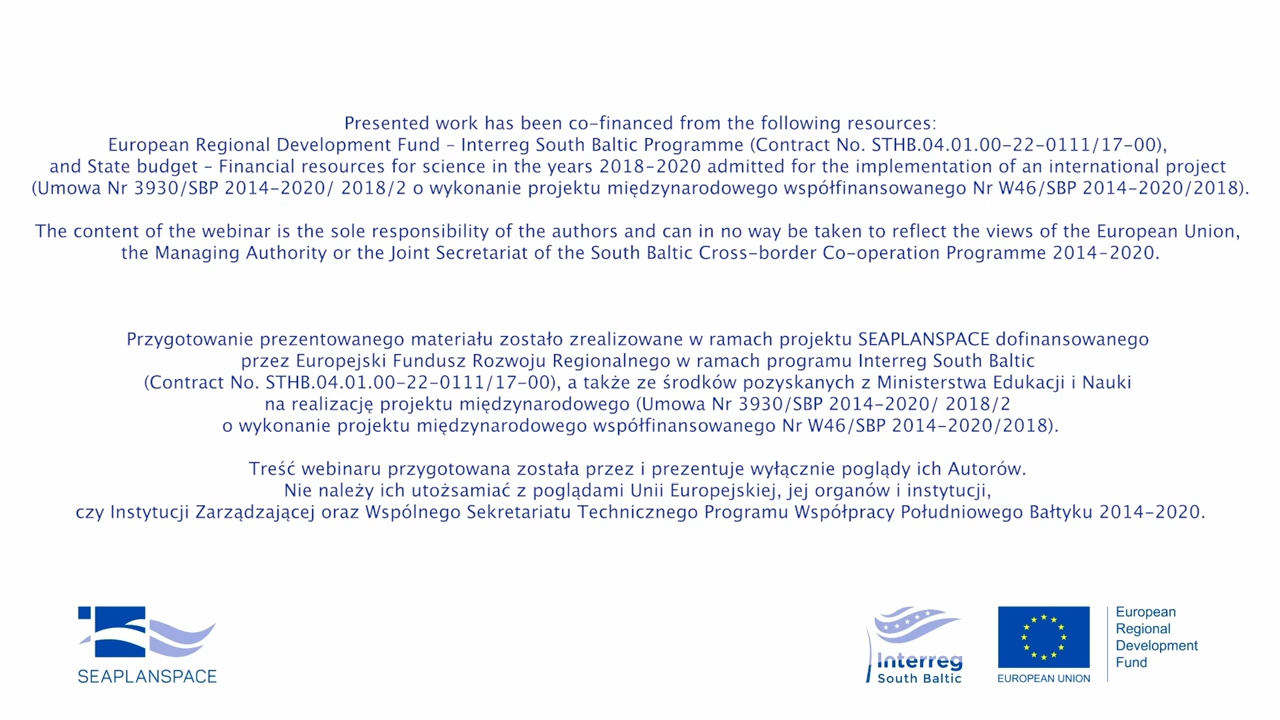 Presented work has been co-financed from the following resources:
European Regional Development Fund – Interreg South Baltic Programme (Contract No. STHB.04.01.00-22-0111/17-00),
and State budget – Financial resources for science in the years 2018-2020 admitted for the implementation of an international project
(Umowa Nr 3930/SBP 2014-2020/ 2018/2 o wykonanie projektu międzynarodowego współfinansowanego Nr W46/SBP 2014-2020/2018).
The content of the webinar is the sole responsibility of the authors and can in no way be taken to reflect the views of the European Union,
the Managing Authority or the Joint Secretariat of the South Baltic Cross-border Co-operation Programme 2014-2020.
Przygotowanie prezentowanego materiału zostało zrealizowane w ramach projektu SEAPLANSPACE dofinansowanego
przez Europejski Fundusz Rozwoju Regionalnego w ramach programu Interreg South Baltic
(Contract No. STHB.04.01.00-22-0111/17-00), a także ze środków pozyskanych z Ministerstwa Edukacji i Nauki
na realizację projektu międzynarodowego (Umowa Nr 3930/SBP 2014-2020/ 2018/2
o wykonanie projektu międzynarodowego współfinansowanego Nr W46/SBP 2014-2020/2018).
Treść webinaru przygotowana została przez i prezentuje wyłącznie poglądy ich Autorów.
Nie należy ich utożsamiać z poglądami Unii Europejskiej, jej organów i instytucji,
czy Instytucji Zarządzającej oraz Wspólnego Sekretariatu Technicznego Programu Współpracy Południowego Bałtyku 2014-2020.
SEAPLANSPACE
Interreg
South Baltic
EUROPEAN UNION
European
Regional
Development
Fund